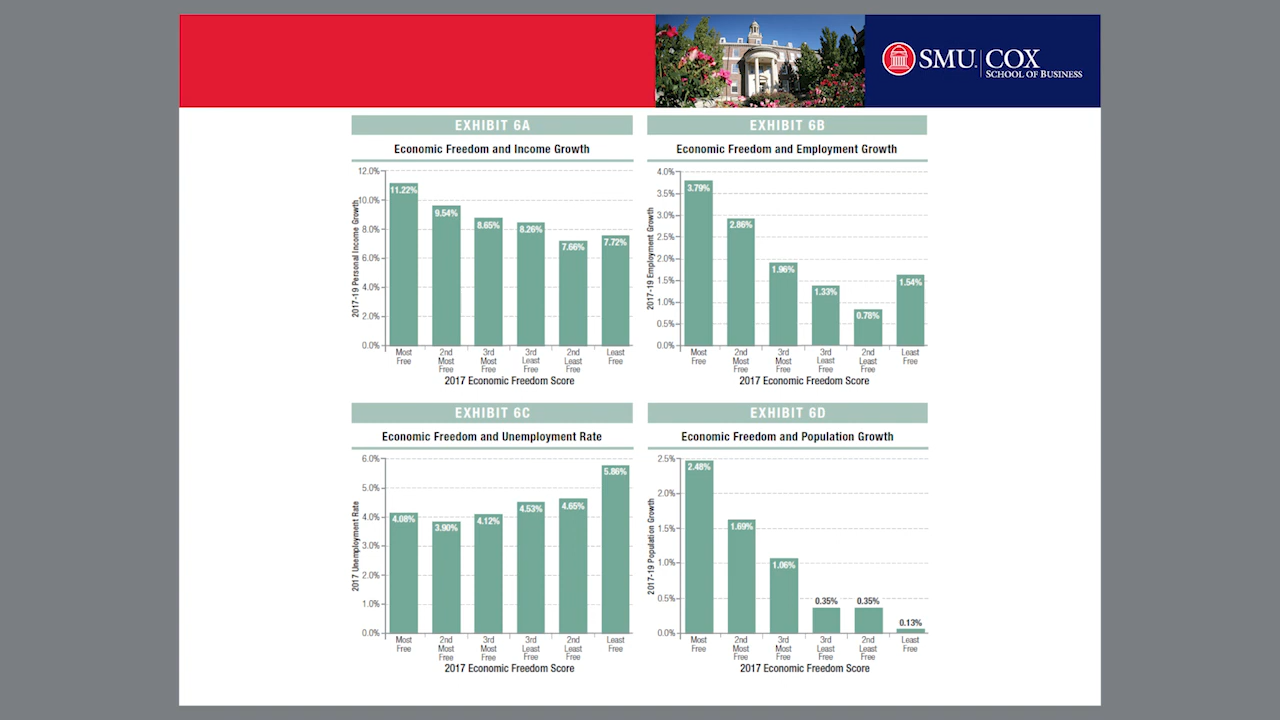 SMU. COX
SCHOOL OF BUSINESS
EXHIBIT 6A
Economic Freedom and Income Growth
2017-19 Personal Income Growth
12.0%
10.0%
8.0%
6.0%
4.0%
2.0%
0.0%
11.22%
9.54%
8.65%
8.26%
7.66%
7.72%
Most Free
2nd Most Free
3rd Most Free
3rd Least Free
2nd Least Free
Least Free
2017 Economic Freedom Score
EXHIBIT 6B
Economic Freedom and Employment Growth
2017-19 Employment Growth
4.0%
3.5%
3.0%
2.5%
2.0%
1.5%
1.0%
0.5%
0.0%
3.79%
2.86%
1.96%
1.33%
0.78%
1.54%
Most Free
2nd Most Free
3rd Most Free
3rd Least Free
2nd Least Free
Least Free
2017 Economic Freedom Score
EXHIBIT 6C
Economic Freedom and Unemployment Rate
2017 Unemployment Rate
6.0%
5.0%
4.0%
3.0%
2.0%
1.0%
0.0%
4.08%
3.90%
4.12%
4.53%
4.65%
5.86%
Most Free
2nd Most Free
3rd Most Free
3rd Least Free
2nd Least Free
Least Free
2017 Economic Freedom Score
EXHIBIT 6D
Economic Freedom and Population Growth
2017-19 Population Growth
2.5%
2.0%
1.5%
1.0%
0.5%
0.0%
2.48%
1.69%
1.06%
0.35%
0.35%
0.13%
Most Free
2nd Most Free
3rd Most Free
3rd Least Free
2nd Least Free
Least Free
2017 Economic Freedom Score